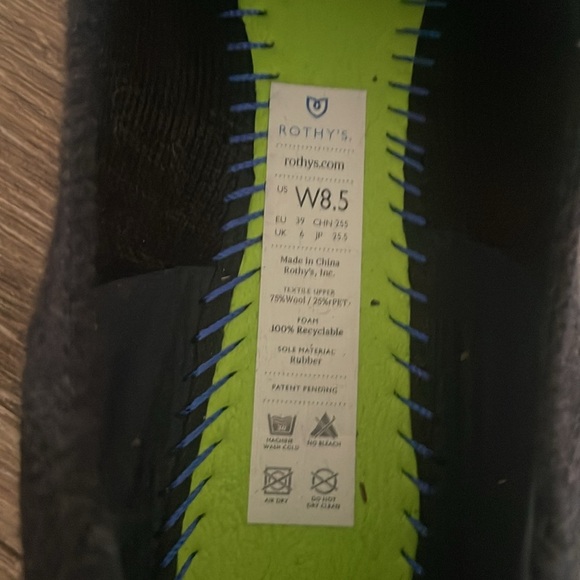 ROTHY'S.
rothys.com
US W8.5
EU 39 CHN 255
UK 6 JP 25.5
Made in China
Rothy's, Inc.
TEXTILE UPPER
75%Wool / 25%rPET
FOAM
100% Recyclable
SOLE MATERIAL
Rubber
PATENT PENDING
30
MACHINE WASH COLD
NO BLEACH
AIR DRY
DO NOT DRY CLEAN